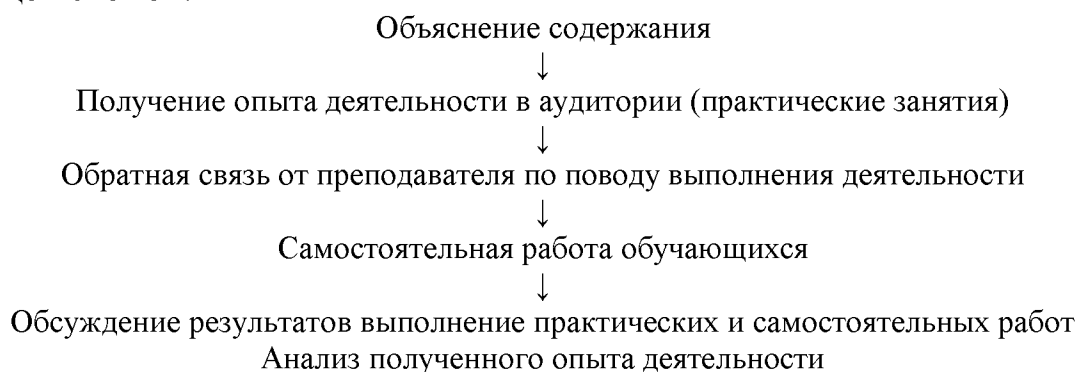 Объяснение содержания
↓
Получение опыта деятельности в аудитории (практические занятия)
↓
Обратная связь от преподавателя по поводу выполнения деятельности
↓
Самостоятельная работа обучающихся
↓
Обсуждение результатов выполнение практических и самостоятельных работ
Анализ полученного опыта деятельности